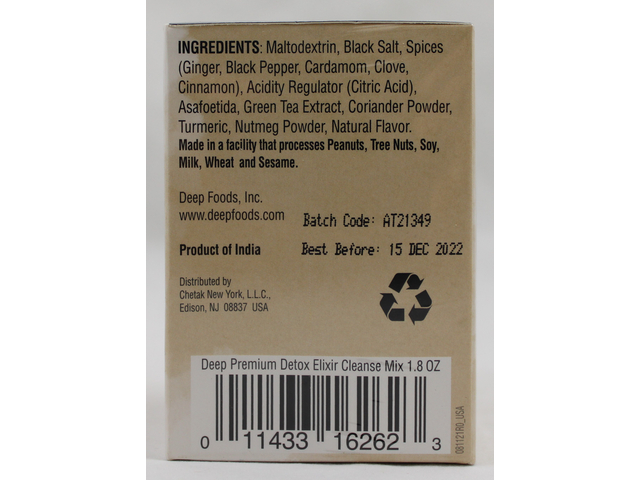 INGREDIENTS: Maltodextrin, Black Salt, Spices
(Ginger, Black Pepper, Cardamom, Clove,
Cinnamon), Acidity Regulator (Citric Acid),
Asafoetida, Green Tea Extract, Coriander Powder,
Turmeric, Nutmeg Powder, Natural Flavor.
Made in a facility that processes Peanuts, Tree Nuts, Soy,
Milk, Wheat and Sesame.
Deep Foods, Inc.
www.deepfoods.com
Batch Code: AT21349
Product of India
Best Before: 15 DEC 2022
Distributed by
Chetak New York, L.L.C.,
Edison, NJ 08837 USA
Deep Premium Detox Elixir Cleanse Mix 1.8 OZ
0 11433 16262 3
081121R0_USA